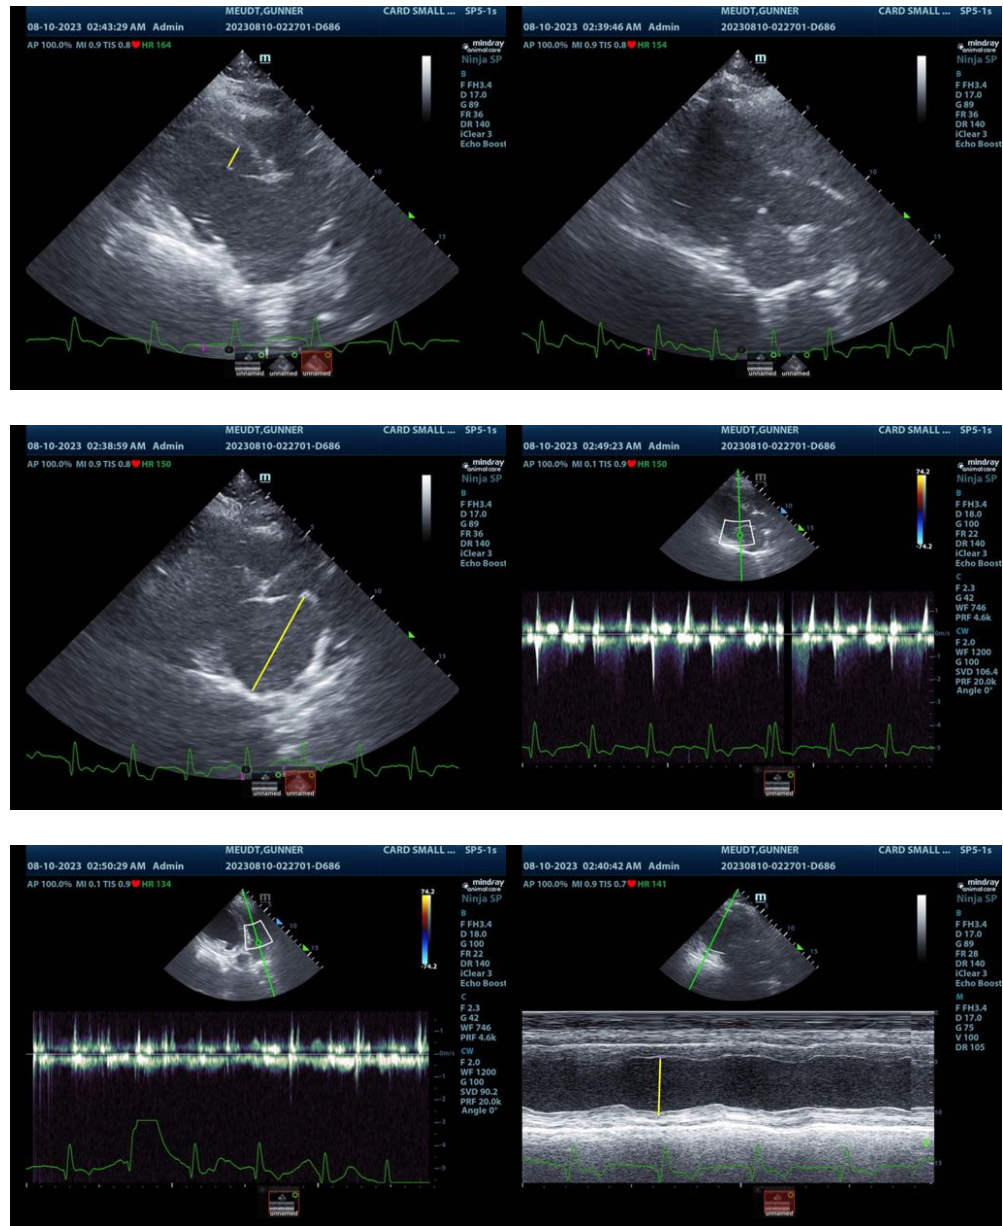 MEUDT,GUNNER CARD SMALL ... SP5-1s
08-10-2023 02:43:29 AM Admin 20230810-022701-D686
AP 100.0% MI 0.9 TIS 0.8 HR 164
m
mindray
animalcare
Ninja SP
B
F FH3.4
D 17.0
G 89
FR 36
DR 140
iClear 3
Echo Boost
5
10
15
unnamed
unnamed
unnamed
MEUDT,GUNNER CARD SMALL ... SP5-1s
08-10-2023 02:39:46 AM Admin 20230810-022701-D686
AP 100.0% MI 0.9 TIS 0.8 HR 154
m
mindray
animalcare
Ninja SP
B
F FH3.4
D 17.0
G 89
FR 36
DR 140
iClear 3
Echo Boost
5
10
15
unnamed
unnamed
MEUDT,GUNNER CARD SMALL ... SP5-1s
08-10-2023 02:38:59 AM Admin 20230810-022701-D686
AP 100.0% MI 0.9 TIS 0.8 HR 150
m
mindray
animalcare
Ninja SP
B
F FH3.4
D 17.0
G 89
FR 36
DR 140
iClear 3
Echo Boost
5
10
15
unnamed
unnamed
MEUDT,GUNNER CARD SMALL ... SP5-1s
08-10-2023 02:49:23 AM Admin 20230810-022701-D686
AP 100.0% MI 0.1 TIS 0.9 HR 150
m
74.2
-74.2
mindray
animalcare
Ninja SP
B
F FH3.4
D 18.0
G 100
FR 22
DR 140
iClear 3
Echo Boost
C
F 2.3
G 42
WF 746
PRF 4.6k
CW
F 2.0
WF 1200
G 100
SVD 106.4
PRF 20.0k
Angle 0°
unnamed
MEUDT,GUNNER CARD SMALL ... SP5-1s
08-10-2023 02:50:29 AM Admin 20230810-022701-D686
AP 100.0% MI 0.1 TIS 0.9 HR 134
m
74.2
-74.2
mindray
animalcare
Ninja SP
B
F FH3.4
D 18.0
G 100
FR 22
DR 140
iClear 3
Echo Boost
C
F 2.3
G 42
WF 746
PRF 4.6k
CW
F 2.0
WF 1200
G 100
SVD 90.2
PRF 20.0k
Angle 0°
unnamed
MEUDT,GUNNER CARD SMALL ... SP5-1s
08-10-2023 02:40:42 AM Admin 20230810-022701-D686
AP 100.0% MI 0.9 TIS 0.7 HR 141
m
mindray
animalcare
Ninja SP
B
F FH3.4
D 17.0
G 89
FR 28
DR 140
iClear 3
Echo Boost
M
F FH3.4
D 17.0
G 75
V 100
DR 105
unnamed